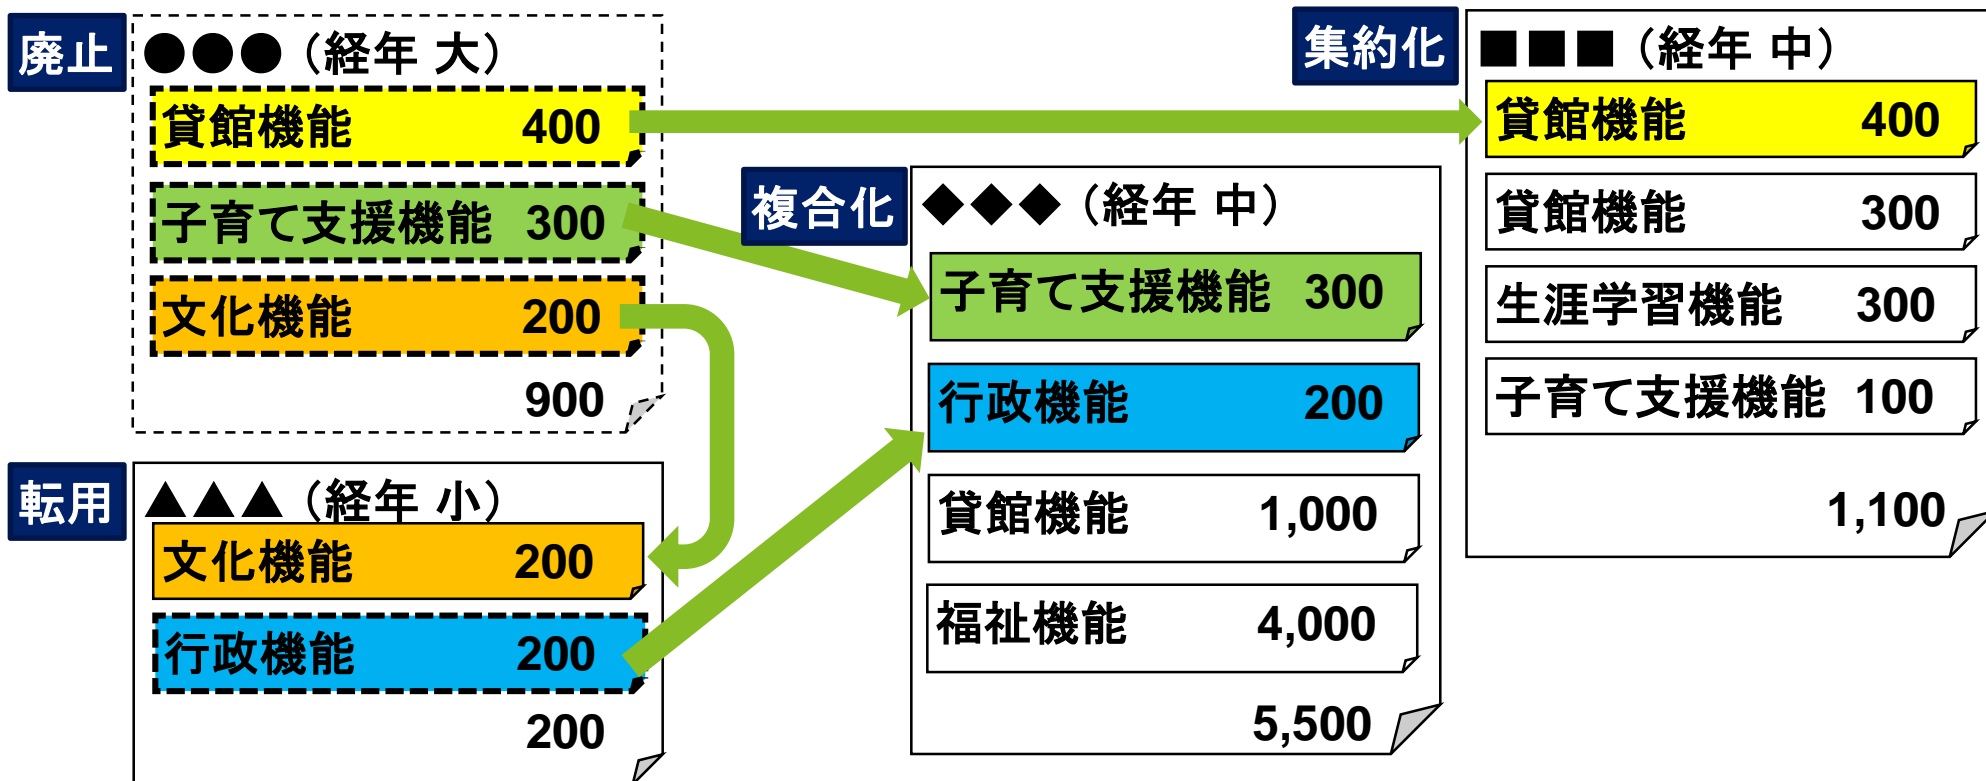 廃止
●●●（経年 大）
貸館機能 400
子育て支援機能 300
文化機能 200
900
転用
▲▲▲（経年 小）
文化機能 200
行政機能 200
200
複合化
◆◆◆（経年 中）
子育て支援機能 300
行政機能 200
貸館機能 1,000
福祉機能 4,000
5,500
集約化
■■■（経年 中）
貸館機能 400
貸館機能 300
生涯学習機能 300
子育て支援機能 100
1,100